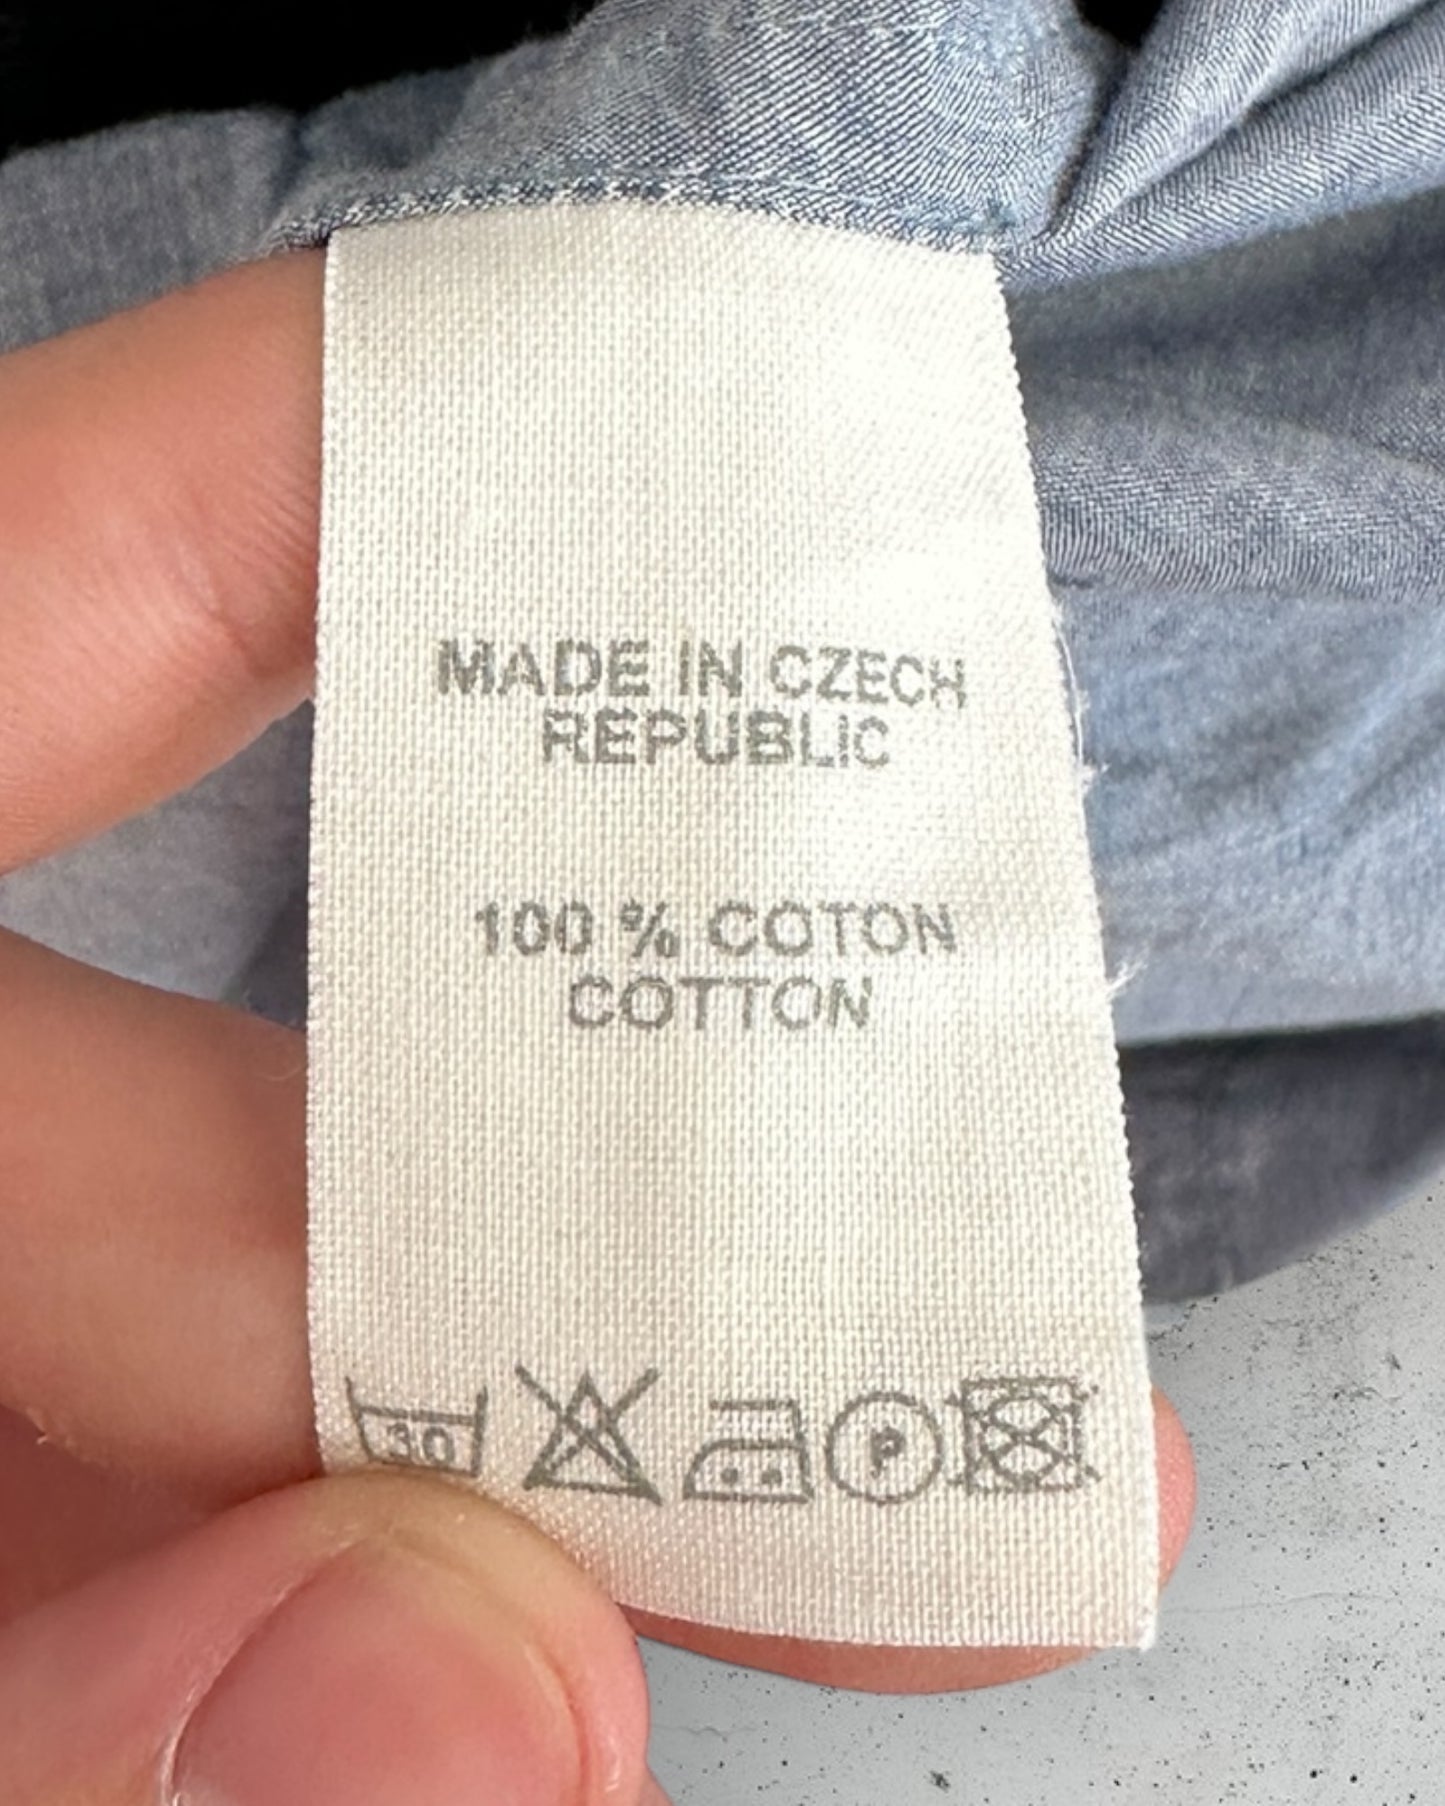 MADE IN CZECH
REPUBLIC
100 % COTON
COTTON
30 P